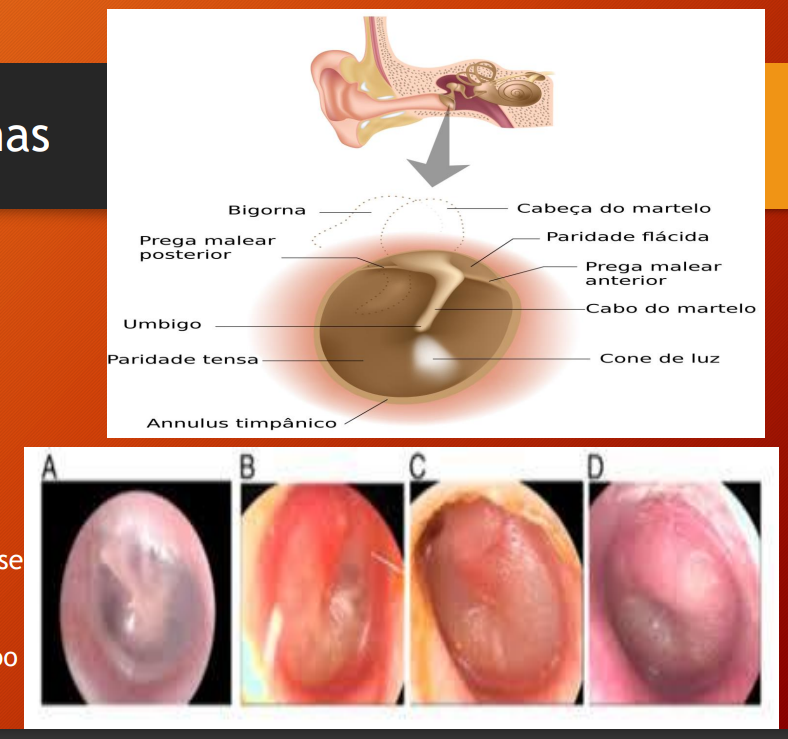 nas
Bigorna
Cabeça do martelo
Prega malear
posterior
Paridade flácida
Prega malear
anterior
Cabo do martelo
Umbigo
Paridade tensa
Cone de luz
Annulus timpânico
A B C D
se
po